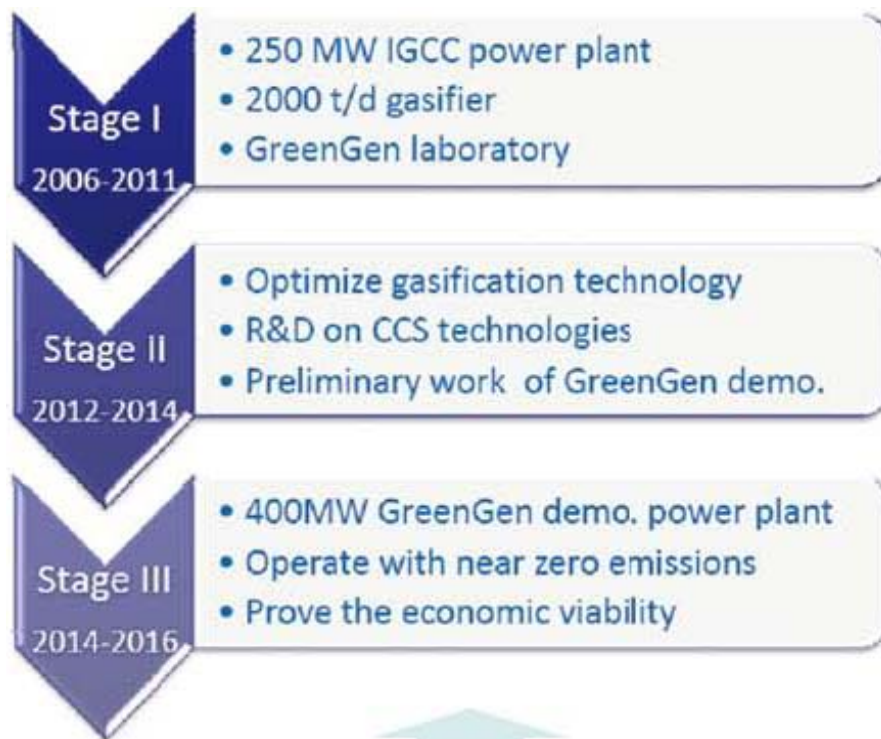 Stage I
2006-2011
• 250 MW IGCC power plant
• 2000 t/d gasifier
• GreenGen laboratory
Stage II
2012-2014
• Optimize gasification technology
• R&D on CCS technologies
• Preliminary work of GreenGen demo.
Stage III
2014-2016
• 400MW GreenGen demo. power plant
• Operate with near zero emissions
• Prove the economic viability